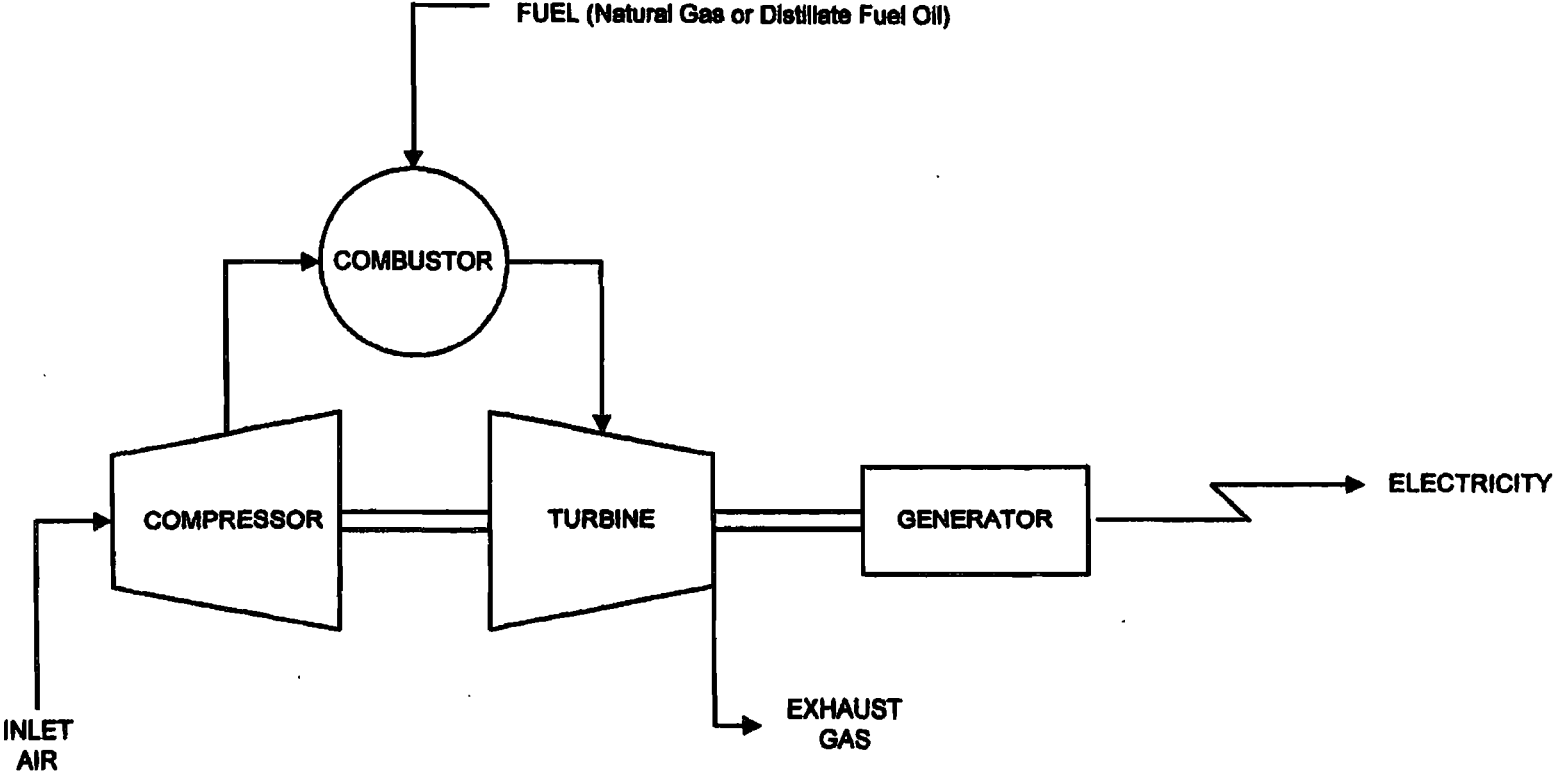 FUEL (Natural Gas or Distillate Fuel Oil)
COMBUSTOR
COMPRESSOR
TURBINE
GENERATOR
ELECTRICITY
INLET
AIR
EXHAUST
GAS